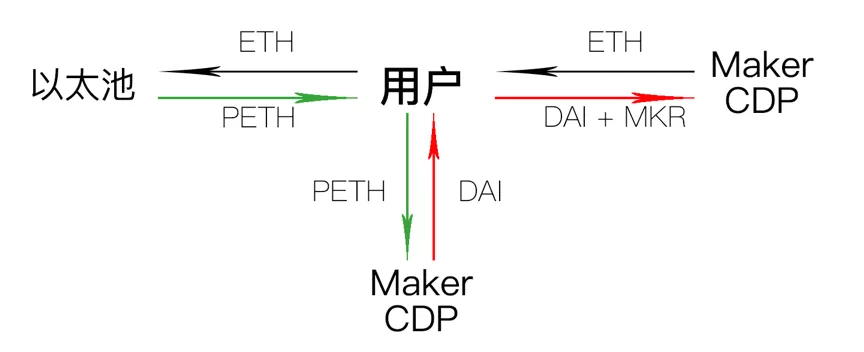 ETH
ETH
以太池
用户
Maker
CDP
PETH
DAI + MKR
PETH
DAI
Maker
CDP